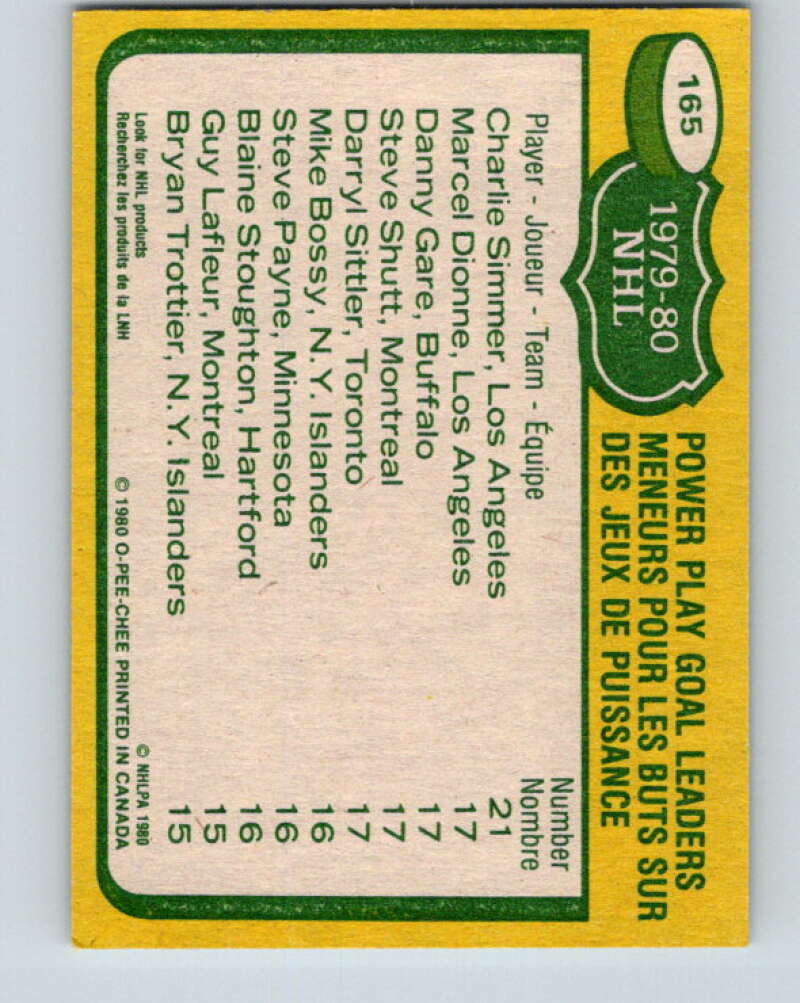 165
1979-80
NHL
POWER PLAY GOAL LEADERS
MENEURS POUR LES BUTS SUR
DES JEUX DE PUISSANCE
Number
Player - Joueur - Team - Équipe Nombre
Charlie Simmer, Los Angeles 21
Marcel Dionne, Los Angeles 17
Danny Gare, Buffalo 17
Steve Shutt, Montreal 17
Darryl Sittler, Toronto 17
Mike Bossy, N.Y. Islanders 16
Steve Payne, Minnesota 16
Blaine Stoughton, Hartford 16
Guy Lafleur, Montreal 15
Bryan Trottier, N.Y. Islanders 15
Look for NHL products © NHLPA 1980
Recherchez les produits de la LNH © 1980 O-PEE-CHEE PRINTED IN CANADA